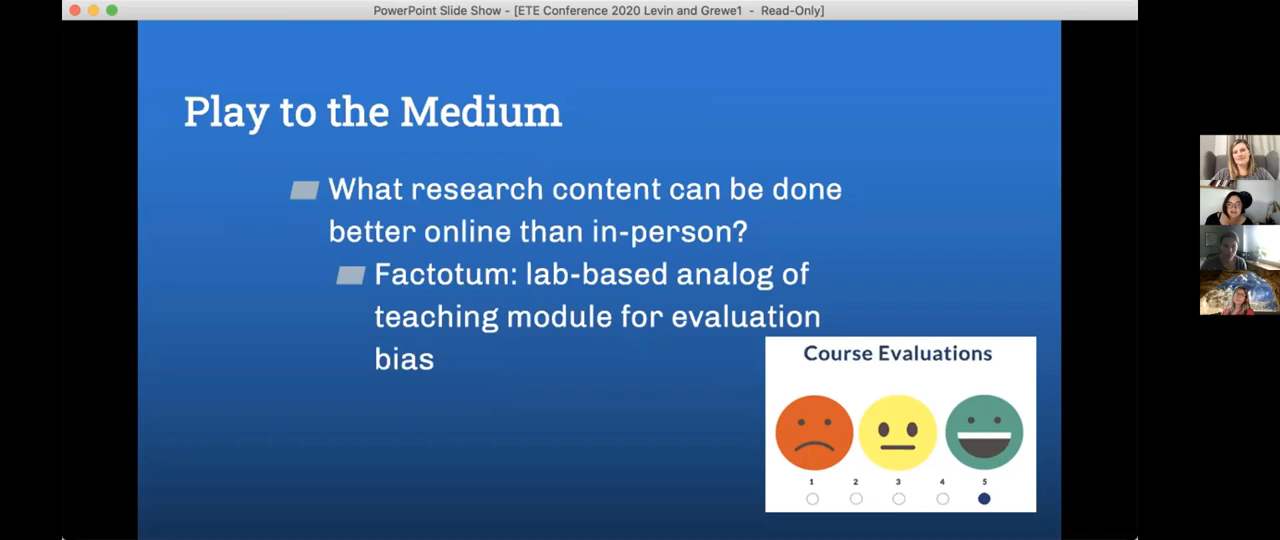 PowerPoint Slide Show - [ETE Conference 2020 Levin and Grewe1 - Read-Only]
Play to the Medium
What research content can be done
better online than in-person?
Factotum: lab-based analog of
teaching module for evaluation
bias
Course Evaluations
1 2 3 4 5